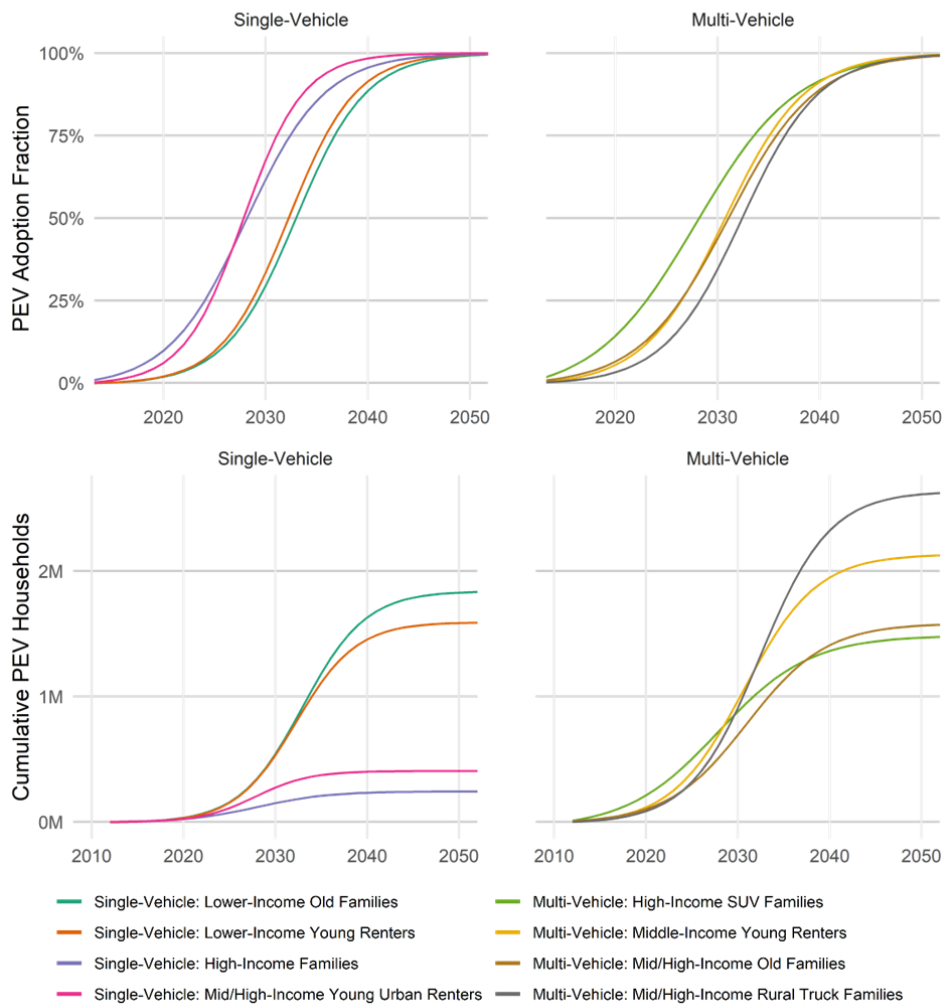 Single-Vehicle
Multi-Vehicle
PEV Adoption Fraction
100%
75%
50%
25%
0%
2020 2030 2040 2050
2020 2030 2040 2050
Single-Vehicle
Multi-Vehicle
Cumulative PEV Households
2M
1M
0M
2010 2020 2030 2040 2050
2010 2020 2030 2040 2050
Single-Vehicle: Lower-Income Old Families
Single-Vehicle: Lower-Income Young Renters
Single-Vehicle: High-Income Families
Single-Vehicle: Mid/High-Income Young Urban Renters
Multi-Vehicle: High-Income SUV Families
Multi-Vehicle: Middle-Income Young Renters
Multi-Vehicle: Mid/High-Income Old Families
Multi-Vehicle: Mid/High-Income Rural Truck Families